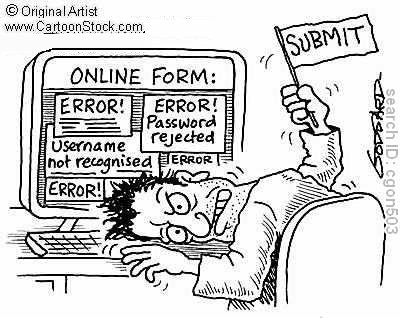 © Original Artist
www.CartoonStock.com
SUBMIT
ONLINE FORM:
ERROR!
ERROR!
Password
rejected
Username
not recognised
ERROR
ERROR!
GODDARD
search ID: cgon503